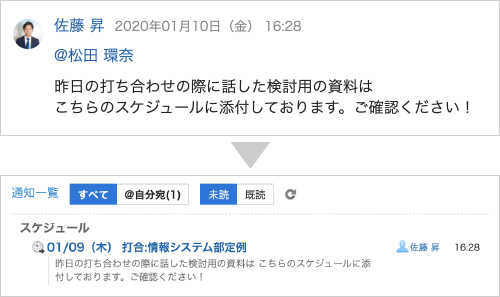 佐藤 昇 2020年01月10日（金） 16:28
@松田 環奈
昨日の打ち合わせの際に話した検討用の資料は
こちらのスケジュールに添付しております。ご確認ください！
通知一覧 すべて @自分宛(1) 未読 既読
スケジュール
01/09（木） 打合:情報システム部定例 佐藤 昇 16:28
昨日の打ち合わせの際に話した検討用の資料は こちらのスケジュールに添
付しております。ご確認ください！